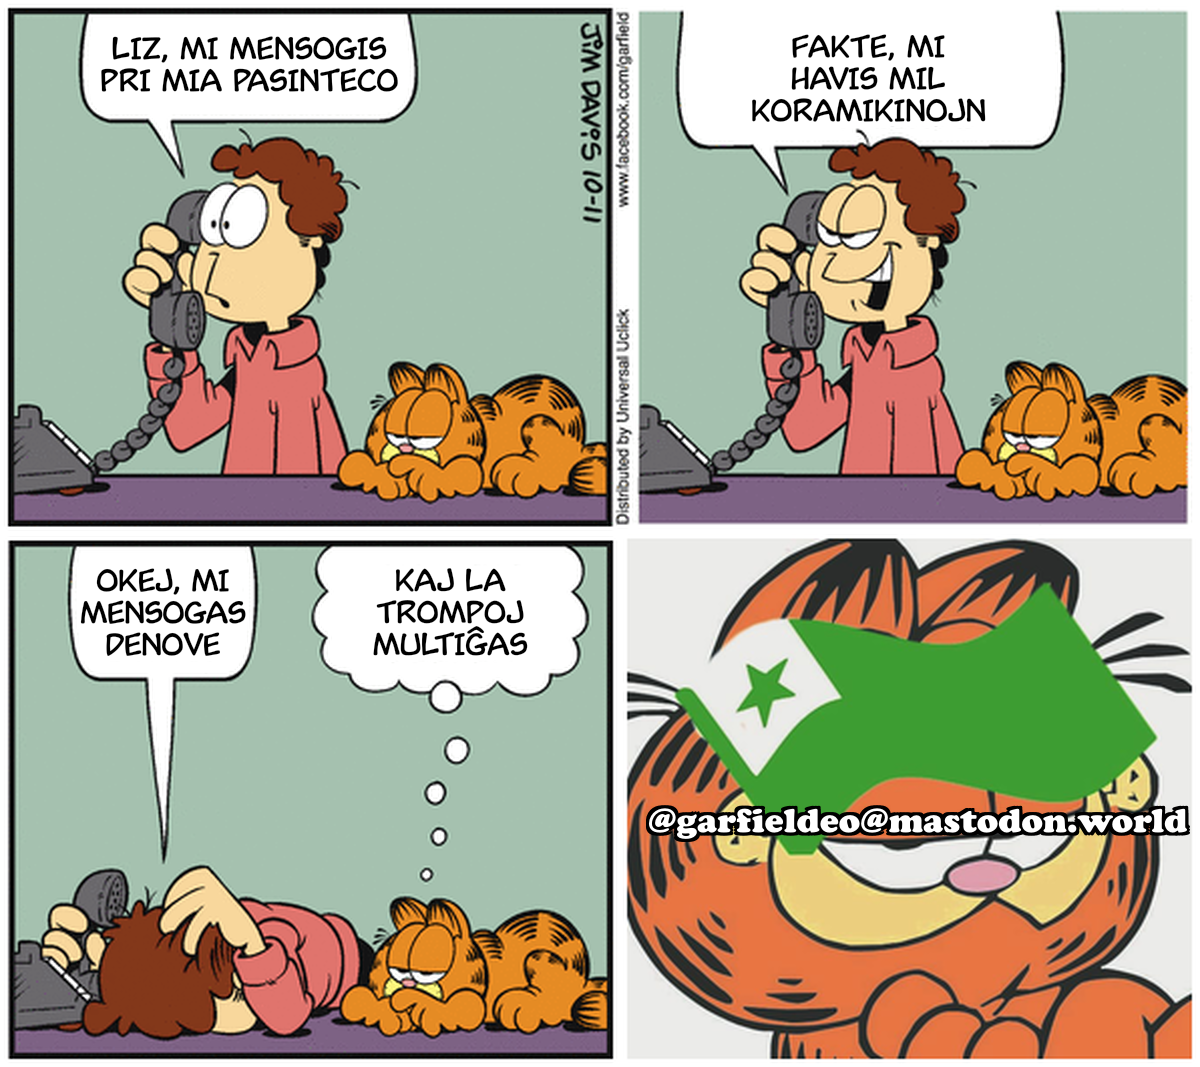 LIZ, MI MENSOGIS
PRI MIA PASINTECO
JIM DAVIS 10-11
www.facebook.com/garfield
Distributed by Universal Uclick
FAKTE, MI
HAVIS MIL
KORAMIKINOJN
OKEJ, MI
MENSOGAS
DENOVE
KAJ LA
TROMPOJ
MULTIĜAS
@garfieldeo@mastodon.world